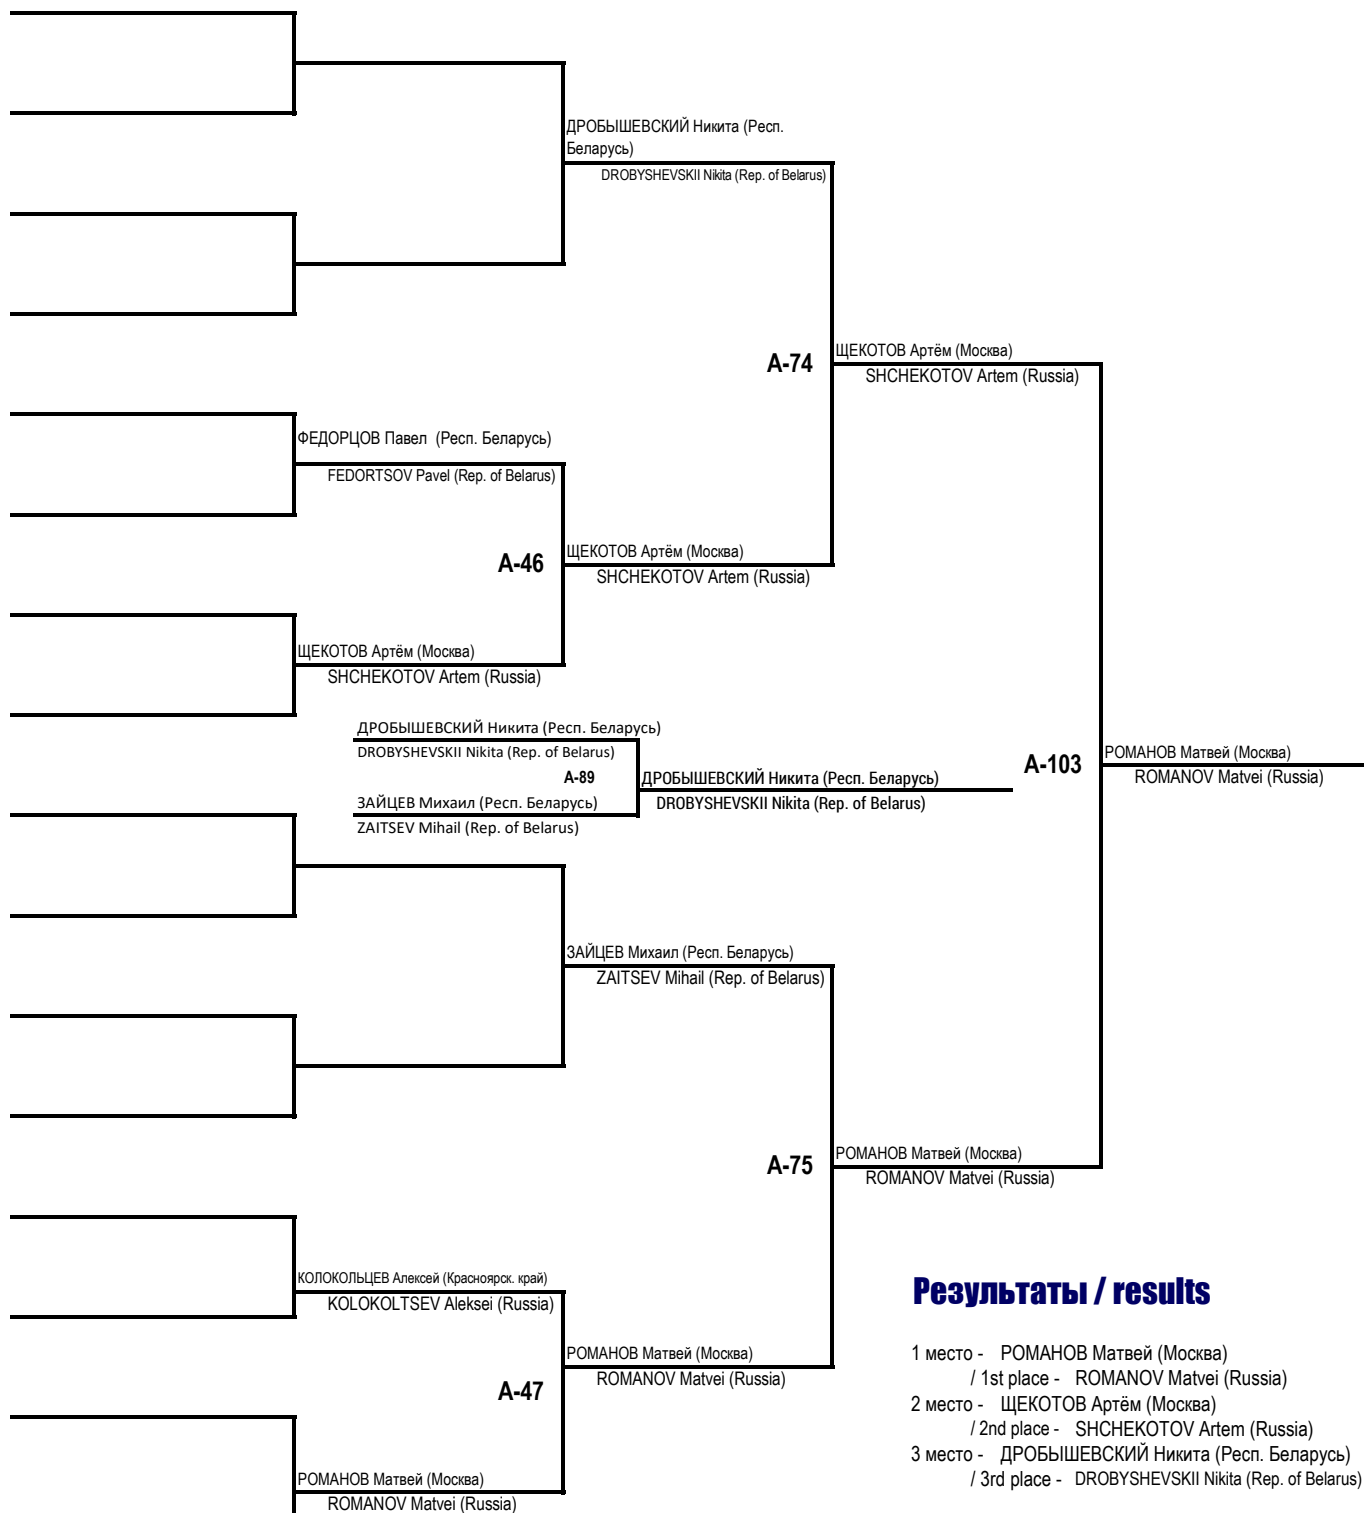 ДРОБЫШЕВСКИЙ Никита (Респ.
Беларусь)
DROBYSHEVSKII Nikita (Rep. of Belarus)
A-74
ЩЕКОТОВ Артём (Москва)
SHCHEKOTOV Artem (Russia)
ФЕДОРЦОВ Павел (Респ. Беларусь)
FEDORTSOV Pavel (Rep. of Belarus)
A-46
ЩЕКОТОВ Артём (Москва)
SHCHEKOTOV Artem (Russia)
ЩЕКОТОВ Артём (Москва)
SHCHEKOTOV Artem (Russia)
ДРОБЫШЕВСКИЙ Никита (Респ. Беларусь)
DROBYSHEVSKII Nikita (Rep. of Belarus)
A-89
ДРОБЫШЕВСКИЙ Никита (Респ. Беларусь)
DROBYSHEVSKII Nikita (Rep. of Belarus)
ЗАЙЦЕВ Михаил (Респ. Беларусь)
ZAITSEV Mihail (Rep. of Belarus)
A-103
РОМАНОВ Матвей (Москва)
ROMANOV Matvei (Russia)
ЗАЙЦЕВ Михаил (Респ. Беларусь)
ZAITSEV Mihail (Rep. of Belarus)
A-75
РОМАНОВ Матвей (Москва)
ROMANOV Matvei (Russia)
КОЛОКОЛЬЦЕВ Алексей (Красноярск. край)
KOLOKOLTSEV Aleksei (Russia)
A-47
РОМАНОВ Матвей (Москва)
ROMANOV Matvei (Russia)
РОМАНОВ Матвей (Москва)
ROMANOV Matvei (Russia)
Результаты / results
1 место - РОМАНОВ Матвей (Москва)
/ 1st place - ROMANOV Matvei (Russia)
2 место - ЩЕКОТОВ Артём (Москва)
/ 2nd place - SHCHEKOTOV Artem (Russia)
3 место - ДРОБЫШЕВСКИЙ Никита (Респ. Беларусь)
/ 3rd place - DROBYSHEVSKII Nikita (Rep. of Belarus)